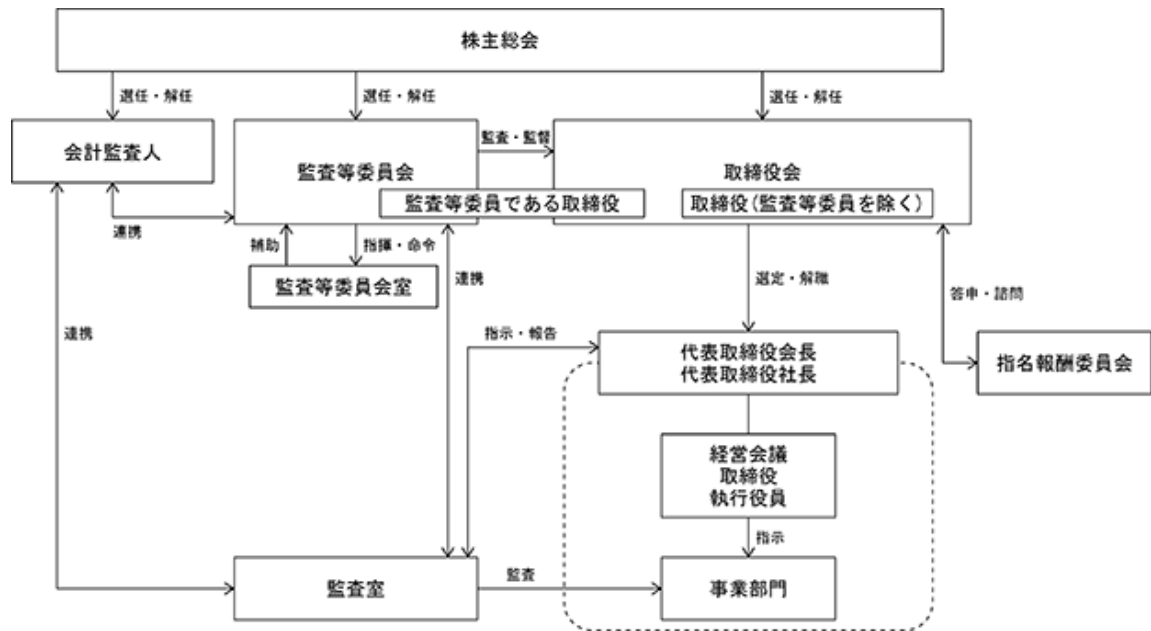 株主総会
選任・解任
選任・解任
選任・解任
会計監査人
監査等委員会
監査・監督
取締役会
監査等委員である取締役
取締役(監査等委員を除く)
連携
補助
指揮・命令
連携
選定・解職
監査等委員会室
答申・諮問
連携
指示・報告
代表取締役会長
代表取締役社長
指名報酬委員会
経営会議
取締役
執行役員
指示
監査室
監査
事業部門